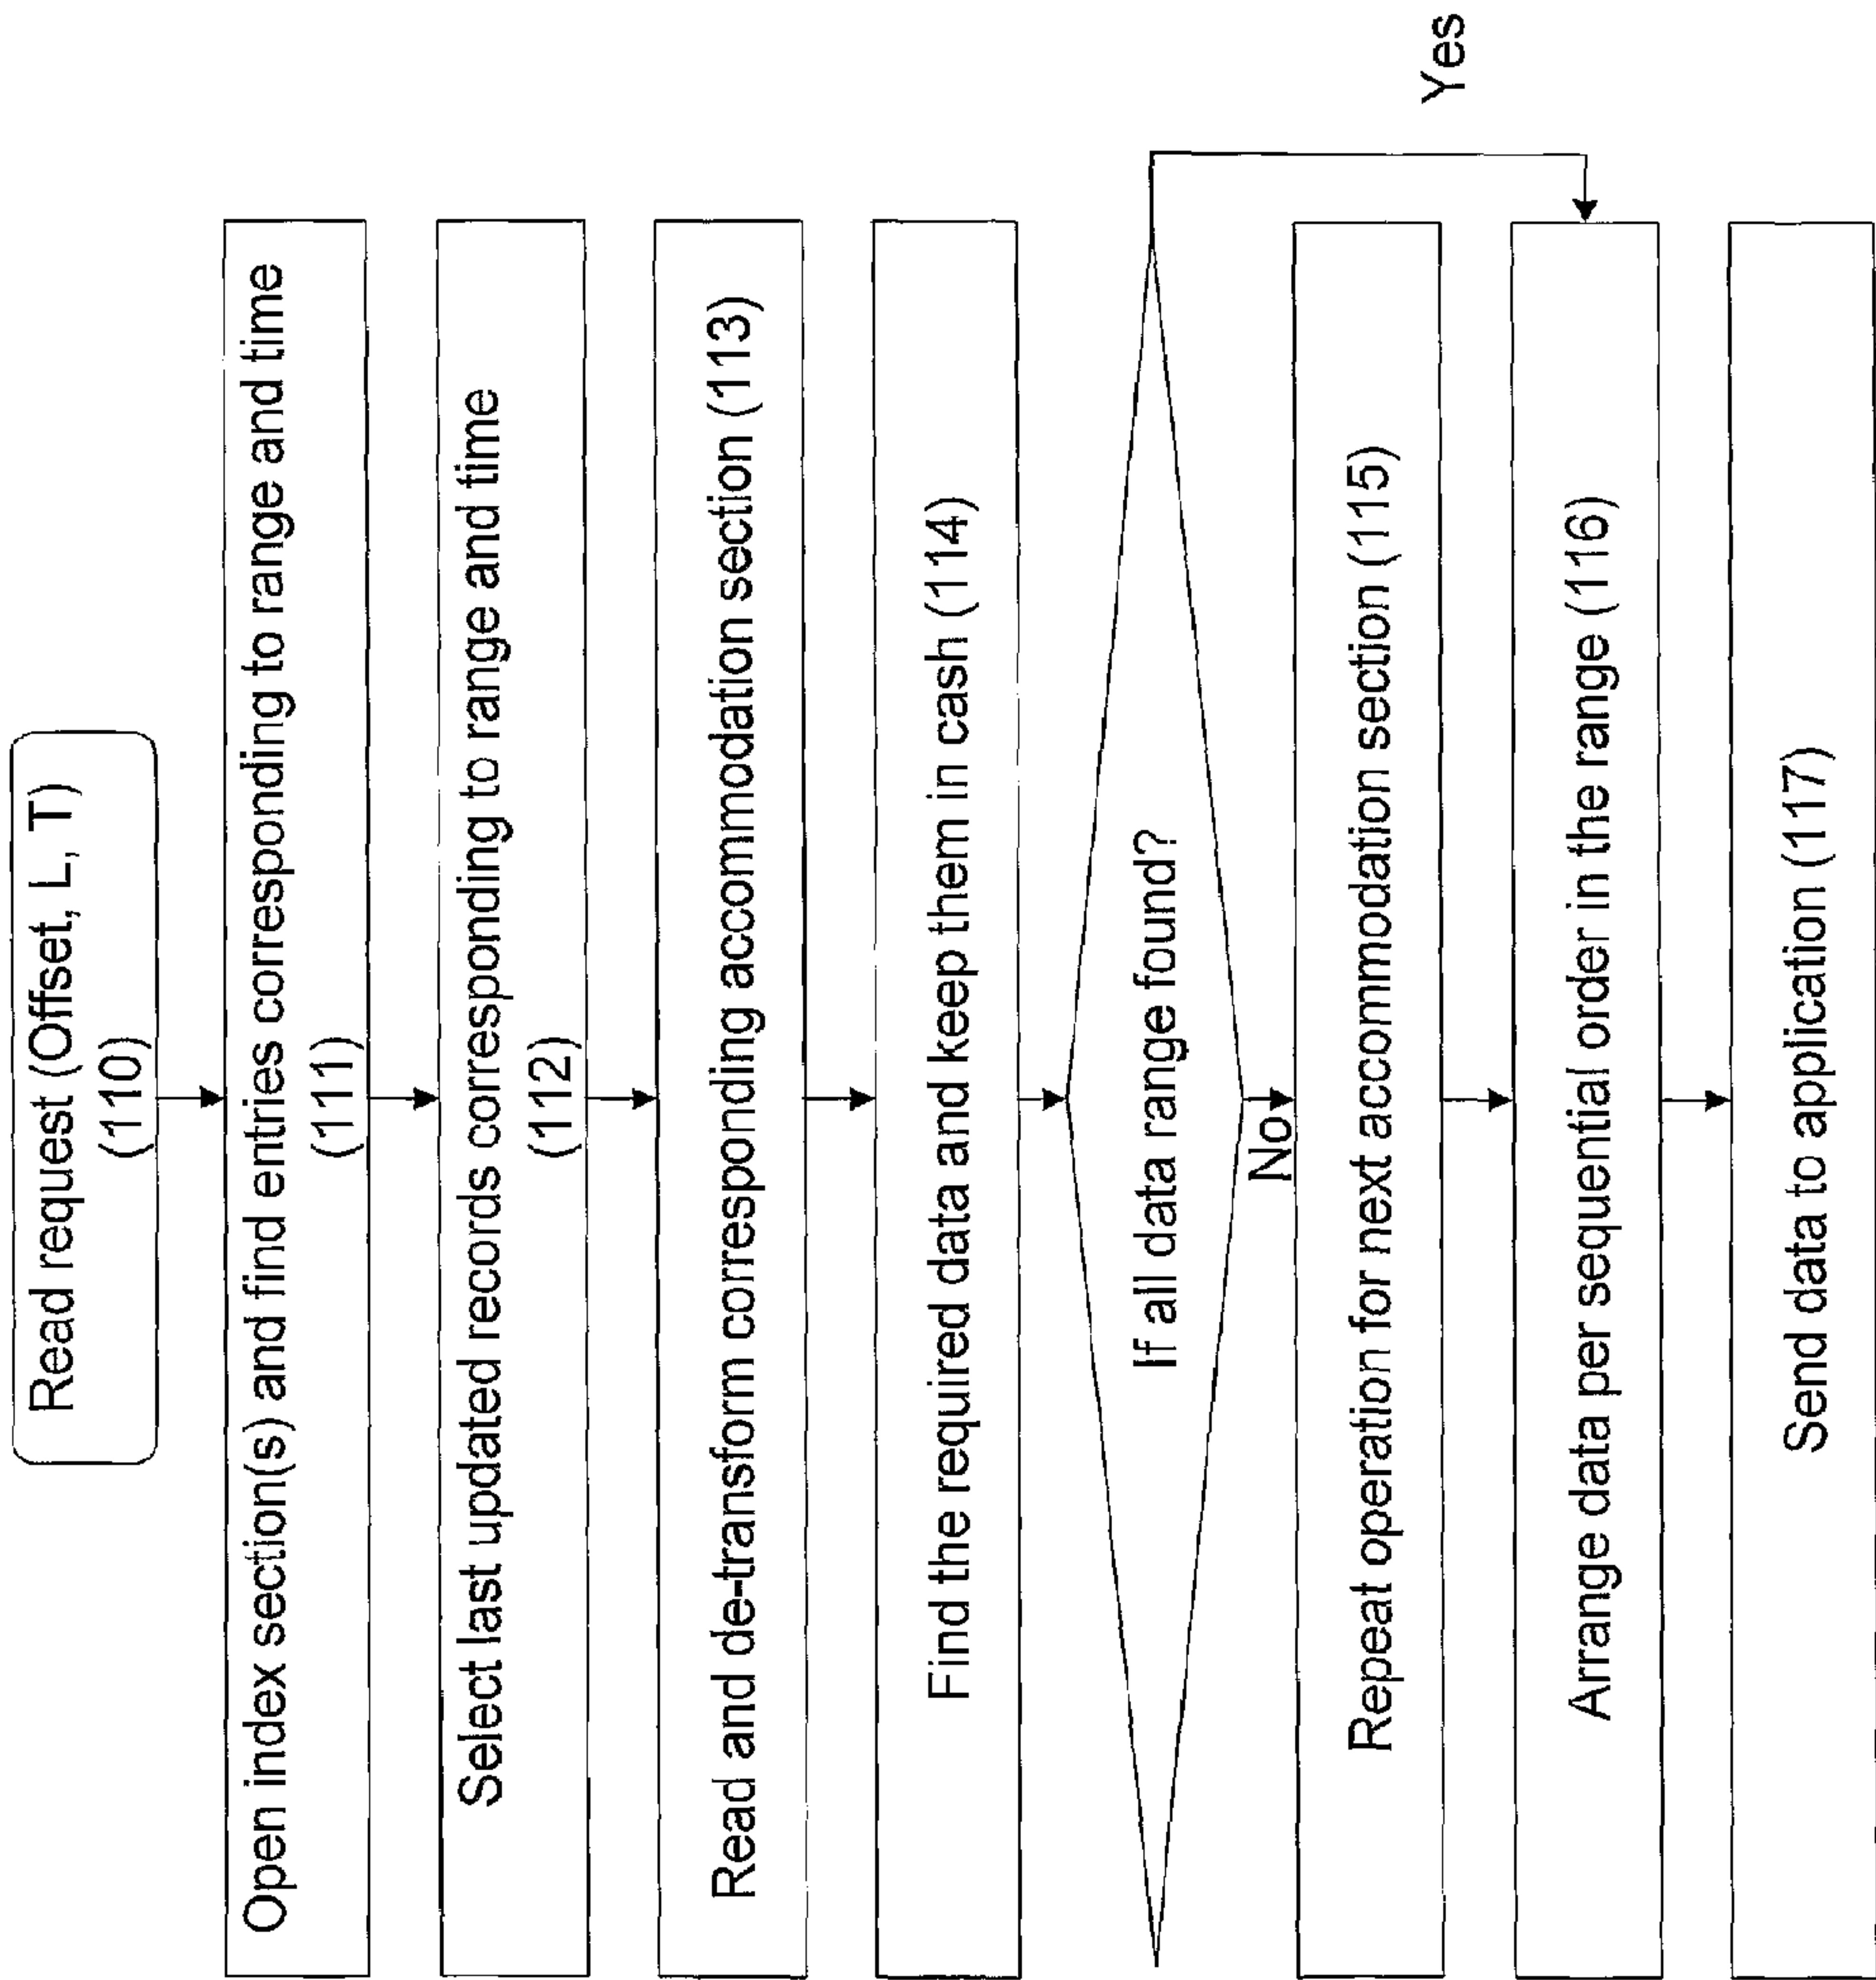 Read request (Offset, L, T)
(110)
Open index section(s) and find entries corresponding to range and time
(111)
Select last updated records corresponding to range and time
(112)
Read and de-transform corresponding accommodation section (113)
Find the required data and keep them in cash (114)
If all data range found?
Yes
No
Repeat operation for next accommodation section (115)
Arrange data per sequential order in the range (116)
Send data to application (117)